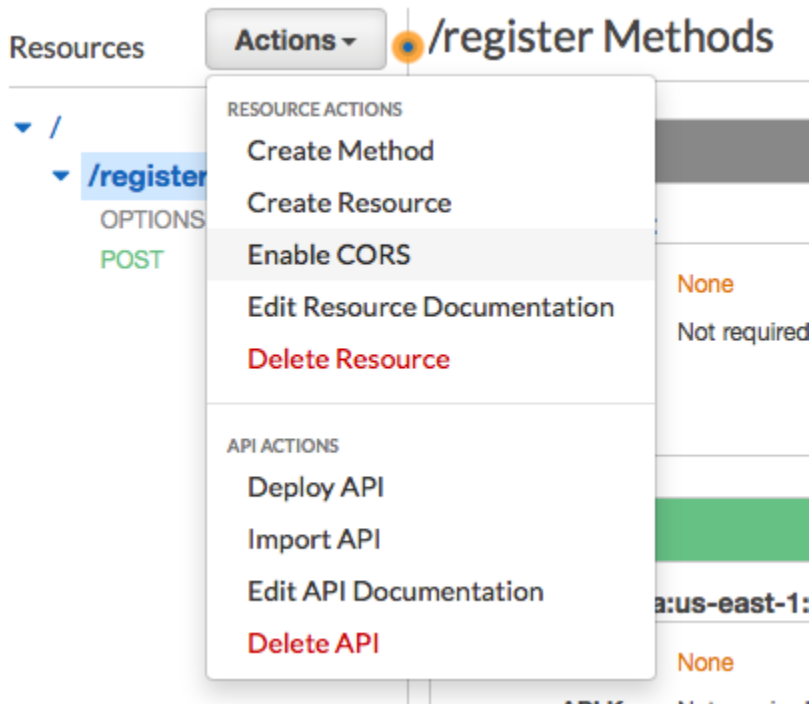 Resources
Actions
/register Methods
/
/register
OPTIONS
POST
RESOURCE ACTIONS
Create Method
Create Resource
Enable CORS
Edit Resource Documentation
Delete Resource
API ACTIONS
Deploy API
Import API
Edit API Documentation
Delete API
None
Not required
a:us-east-1:
None